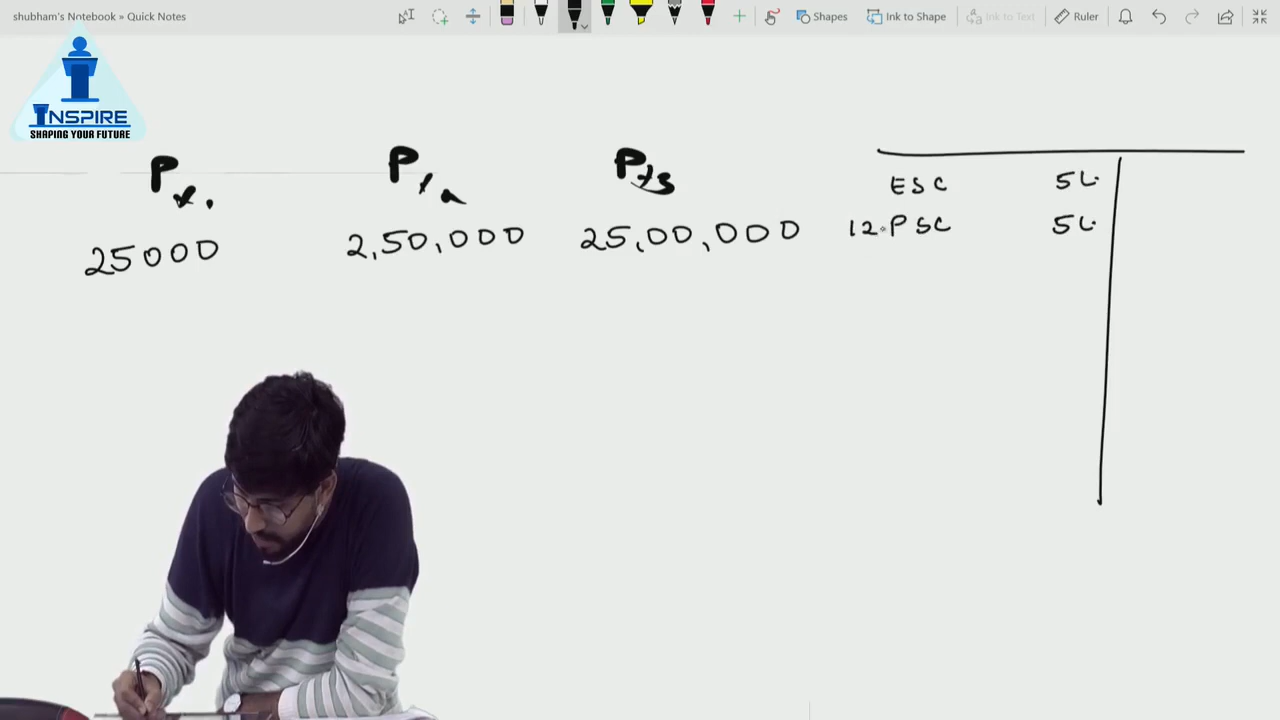 shubham's Notebook » Quick Notes
Shapes
Ink to Shape
Ink to Text
Ruler
INSPIRE
SHAPING YOUR FUTURE
25000
2,50,000
25,00,000
ESC 5L
12.PSC 5L